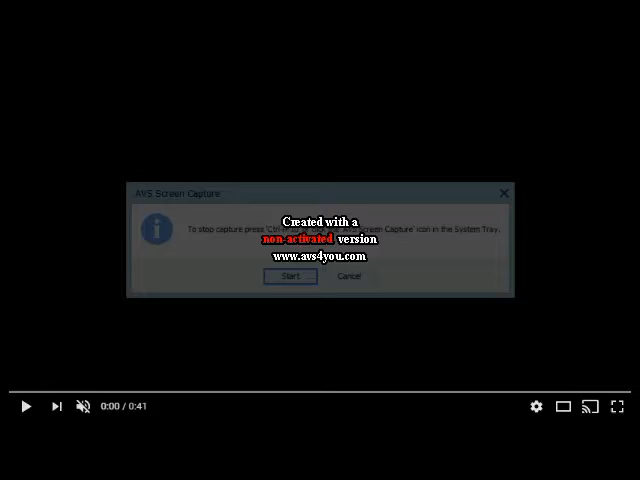 AVS Screen Capture
Created with a
To stop capture press 'Ctrl- Screen Capture' icon in the System Tray.
non-activated version
www.avs4you.com
Start Cancel
0:00 / 0:41